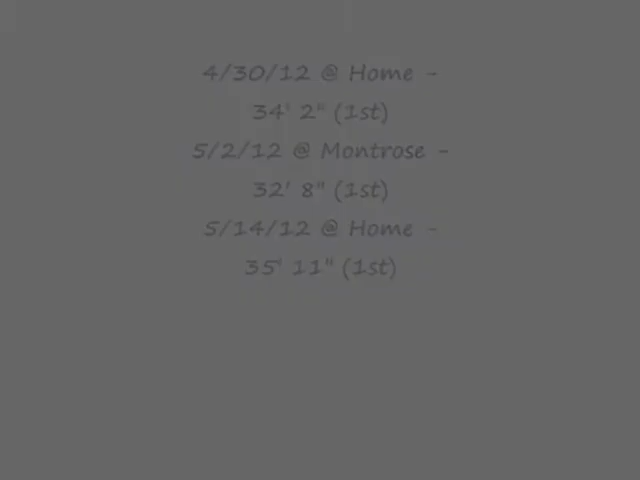 4/30/12 @ Home -
34' 2" (1st)
5/2/12 @ Montrose -
32' 8" (1st)
5/14/12 @ Home -
35' 11" (1st)